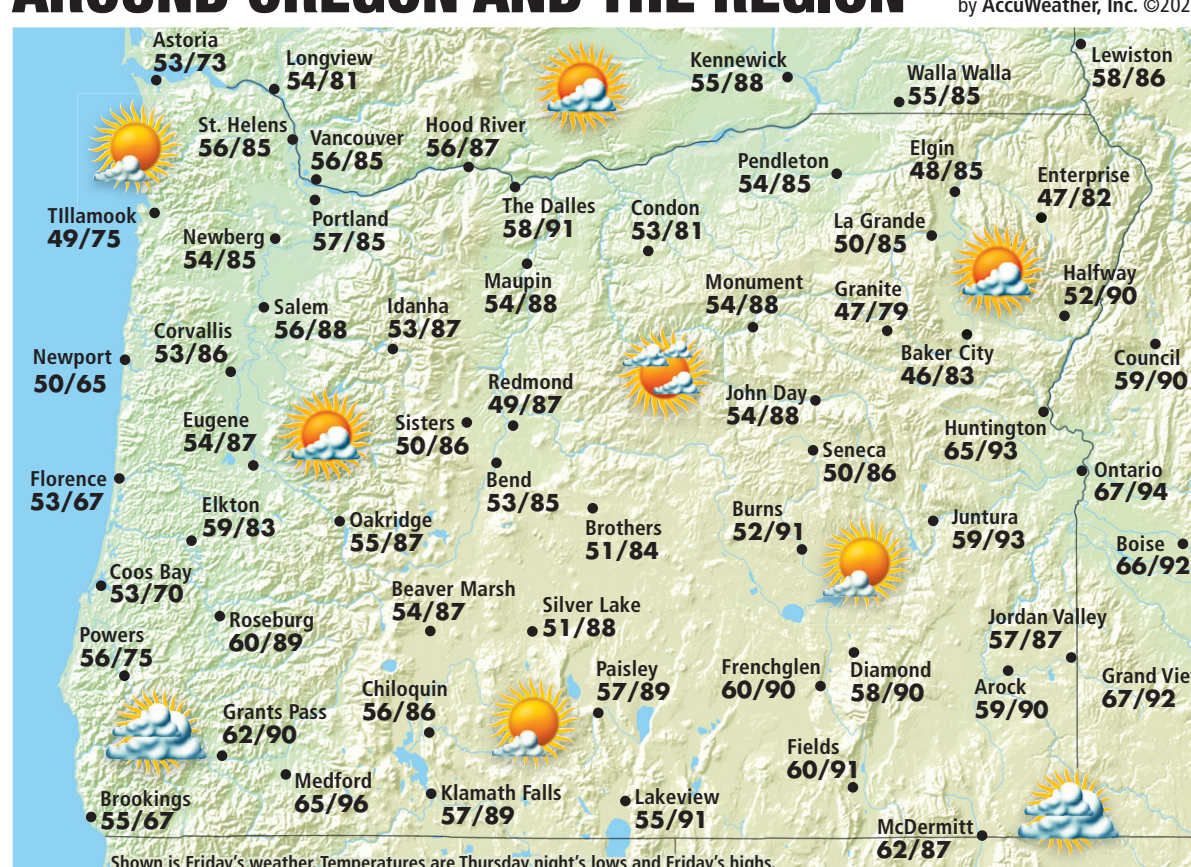 AROUND OREGON AND THE REGION
by AccuWeather, Inc. ©202
Astoria
53/73
Longview
54/81
Kennewick
55/88
Walla Walla
55/85
Lewiston
58/86
St. Helens
56/85
Vancouver
56/85
Hood River
56/87
Pendleton
54/85
Elgin
48/85
Enterprise
47/82
TIllamook
49/75
Newberg
54/85
Portland
57/85
The Dalles
58/91
Condon
53/81
La Grande
50/85
Maupin
54/88
Monument
54/88
Granite
47/79
Halfway
52/90
Salem
56/88
Idanha
53/87
Corvallis
53/86
Newport
50/65
Baker City
46/83
Council
59/90
Redmond
49/87
John Day
54/88
Eugene
54/87
Sisters
50/86
Huntington
65/93
Seneca
50/86
Ontario
67/94
Florence
53/67
Bend
53/85
Elkton
59/83
Oakridge
55/87
Brothers
51/84
Burns
52/91
Juntura
59/93
Boise
66/92
Coos Bay
53/70
Beaver Marsh
54/87
Silver Lake
51/88
Roseburg
60/89
Jordan Valley
57/87
Powers
56/75
Paisley
57/89
Frenchglen
60/90
Diamond
58/90
Arock
59/90
Grand Vie
67/92
Chiloquin
56/86
Grants Pass
62/90
Fields
60/91
Medford
65/96
Klamath Falls
57/89
Lakeview
55/91
Brookings
55/67
McDermitt
62/87
Shown is Friday's weather. Temperatures are Thursday night's lows and Friday's highs.